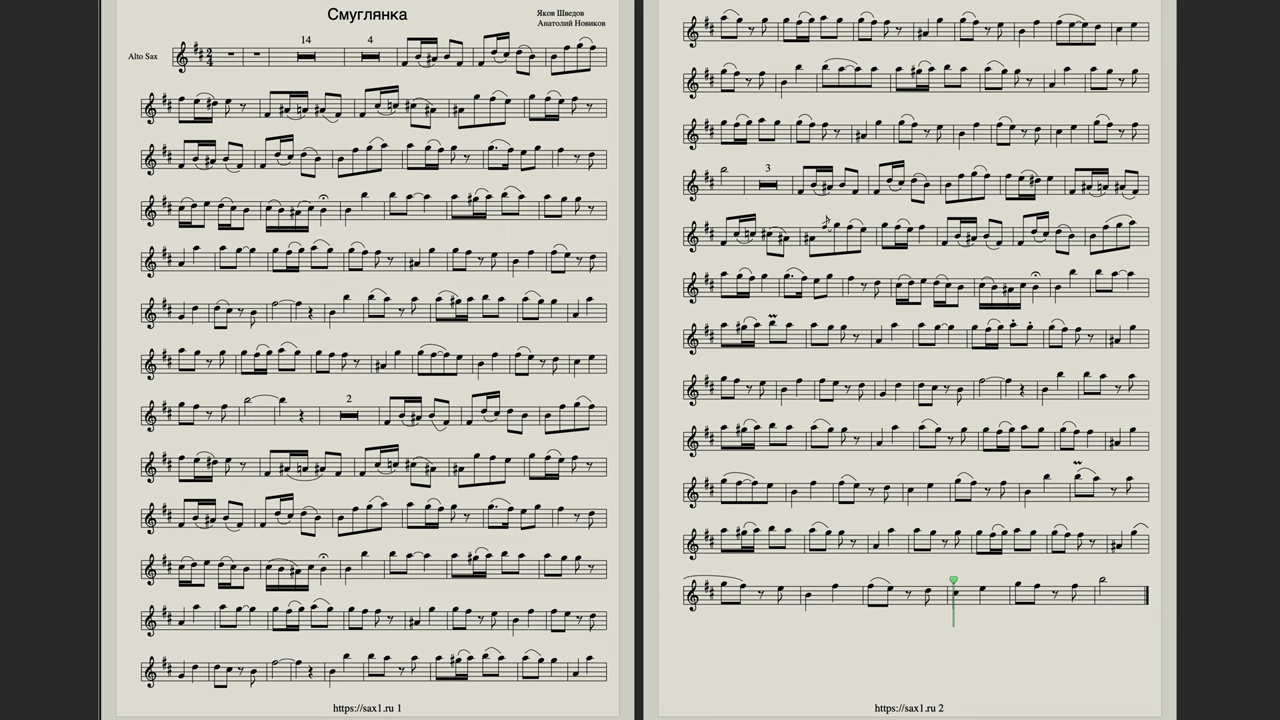 Смуглянка
Яков Шведов
Анатолий Новиков
Alto Sax
14
4
2
https://sax1.ru 1
3
https://sax1.ru 2